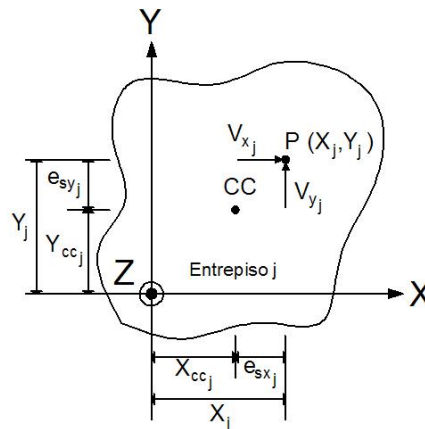 Y
V_{x_j}
P (X_j,Y_j)
e_{sy_j}
CC
V_{y_j}
Y_j
Y_{cc_j}
Z
Entrepiso j
X
X_{cc_j}
e_{sx_j}
X_j